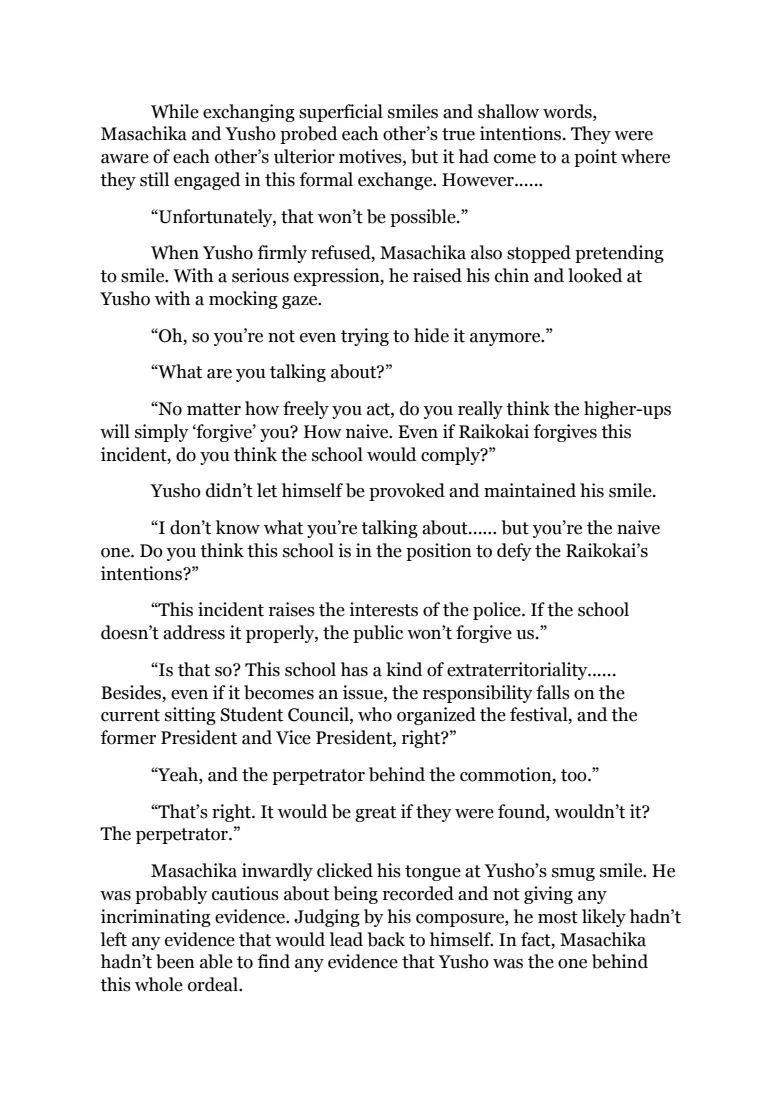 While exchanging superficial smiles and shallow words,
Masachika and Yusho probed each other’s true intentions. They were
aware of each other’s ulterior motives, but it had come to a point where
they still engaged in this formal exchange. However......
“Unfortunately, that won’t be possible.”
When Yusho firmly refused, Masachika also stopped pretending
to smile. With a serious expression, he raised his chin and looked at
Yusho with a mocking gaze.
“Oh, so you’re not even trying to hide it anymore.”
“What are you talking about?”
“No matter how freely you act, do you really think the higher-ups
will simply ‘forgive’ you? How naive. Even if Raikokai forgives this
incident, do you think the school would comply?”
Yusho didn’t let himself be provoked and maintained his smile.
“I don’t know what you’re talking about...... but you’re the naive
one. Do you think this school is in the position to defy the Raikokai’s
intentions?”
“This incident raises the interests of the police. If the school
doesn’t address it properly, the public won’t forgive us.”
“Is that so? This school has a kind of extraterritoriality......
Besides, even if it becomes an issue, the responsibility falls on the
current sitting Student Council, who organized the festival, and the
former President and Vice President, right?”
“Yeah, and the perpetrator behind the commotion, too.”
“That’s right. It would be great if they were found, wouldn’t it?
The perpetrator.”
Masachika inwardly clicked his tongue at Yusho’s smug smile. He
was probably cautious about being recorded and not giving any
incriminating evidence. Judging by his composure, he most likely hadn’t
left any evidence that would lead back to himself. In fact, Masachika
hadn’t been able to find any evidence that Yusho was the one behind
this whole ordeal.